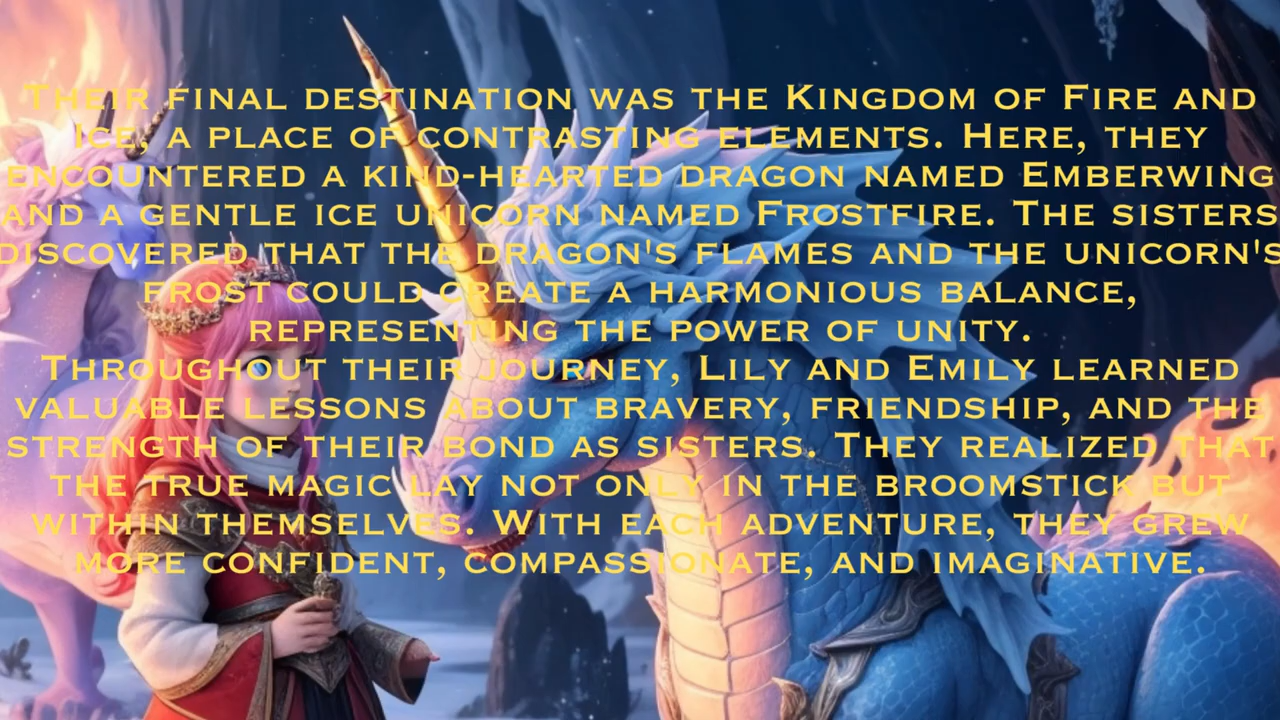 Their final destination was the Kingdom of Fire and
Ice, a place of contrasting elements. Here, they
encountered a kind-hearted dragon named Emberwing
and a gentle ice unicorn named Frostfire. The sisters
discovered that the dragon's flames and the unicorn's
frost could create a harmonious balance,
representing the power of unity.
Throughout their journey, Lily and Emily learned
valuable lessons about bravery, friendship, and the
strength of their bond as sisters. They realized that
the true magic lay not only in the broomstick but
within themselves. With each adventure, they grew
more confident, compassionate, and imaginative.